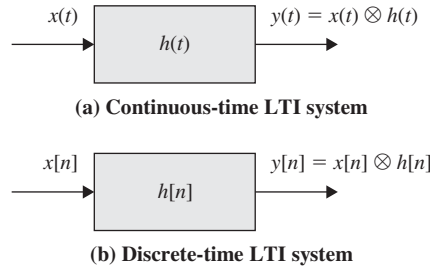 x(t)
h(t)
y(t) = x(t) ⊗ h(t)
(a) Continuous-time LTI system
x[n]
h[n]
y[n] = x[n] ⊗ h[n]
(b) Discrete-time LTI system